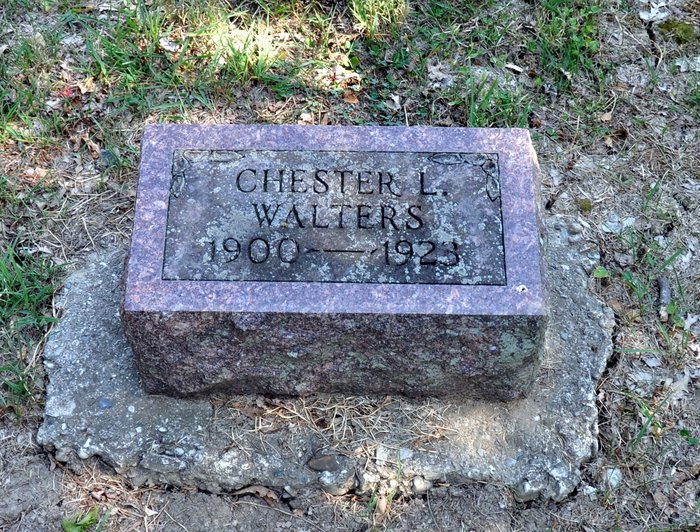 CHESTER L.
WALTERS
1900—1923